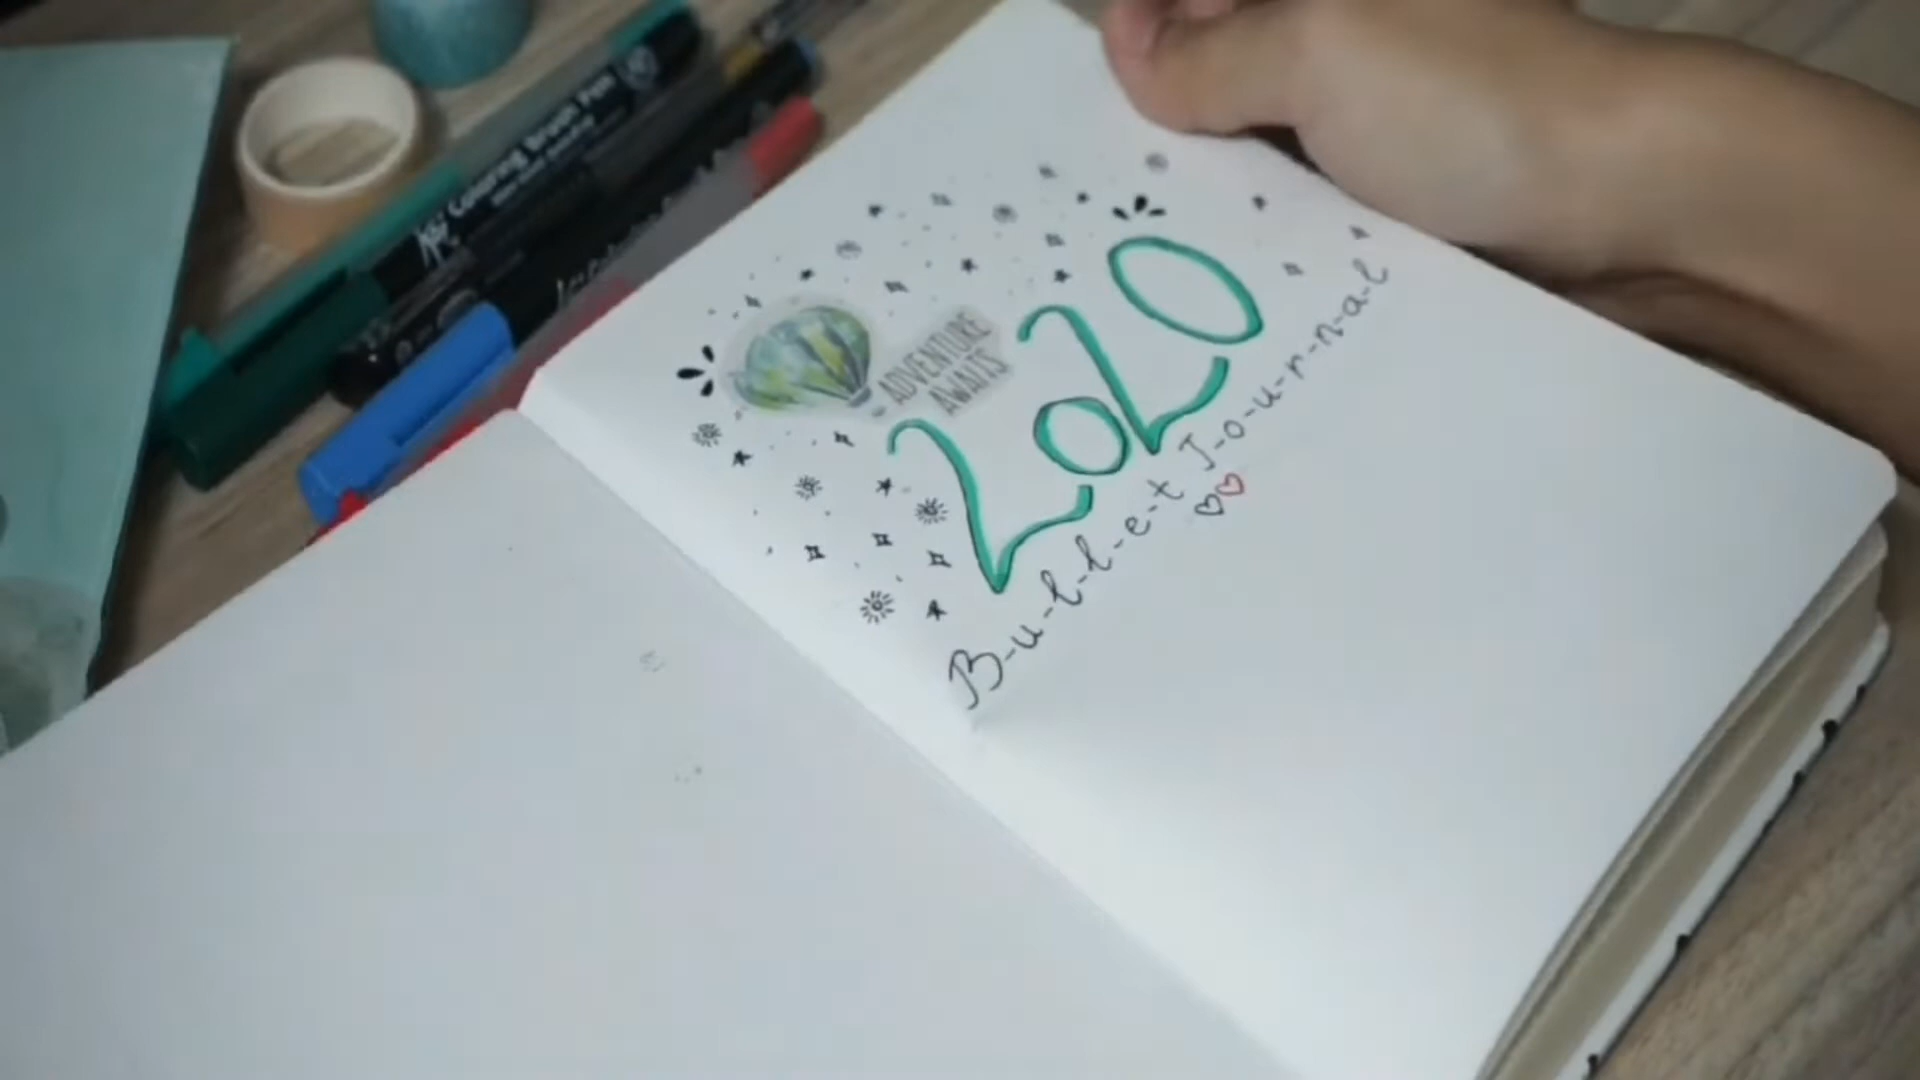 ADVENTURE
AWAITS
2020
B-u-l-l-e-t J-o-u-r-n-a-l
Coloring Brush Pen